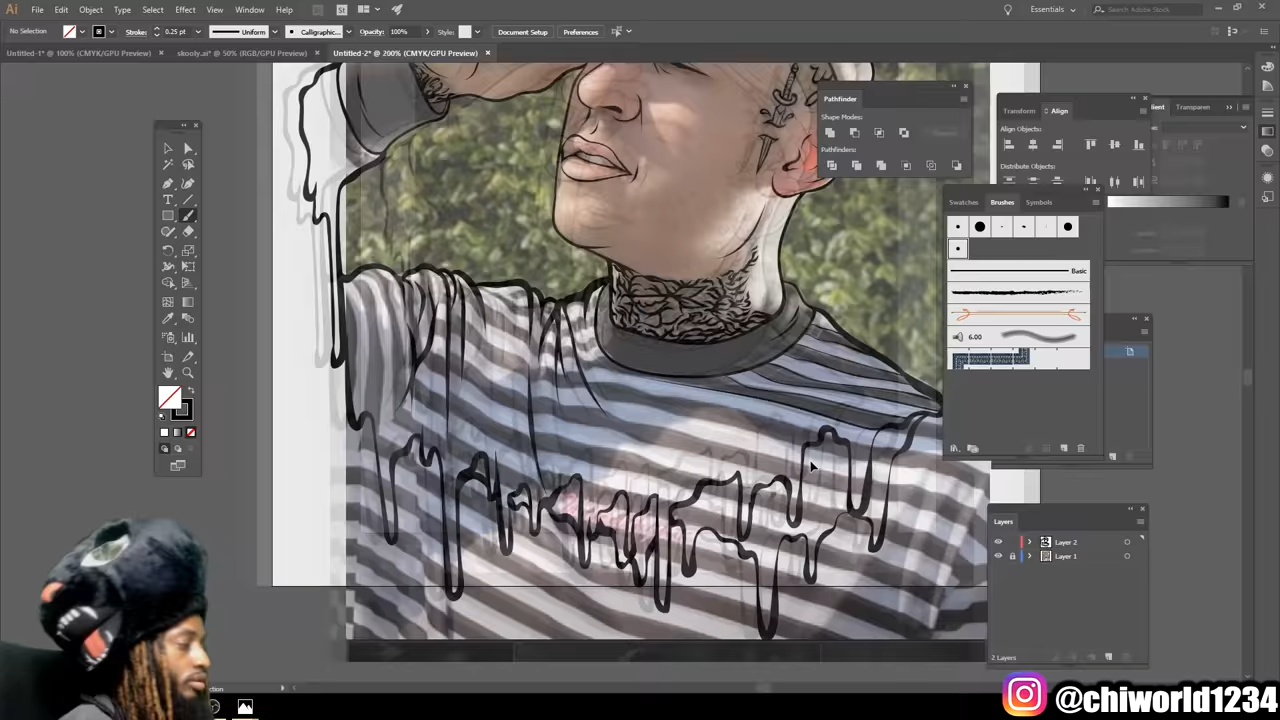 Ai File Edit Object Type Select Effect View Window Help St Essentials Search Adobe Stock
No Selection Stroke: 0.25 pt Uniform Calligraphic... Opacity: 100% Style: Document Setup Preferences
Untitled-1* @ 100% (CMYK/GPU Preview) × skooly.ai* @ 50% (RGB/GPU Preview) × Untitled-2* @ 200% (CMYK/GPU Preview) ×
Pathfinder
Shape Modes:
Pathfinders:
Transform Align
Align Objects:
Distribute Objects:
Transparen
Swatches Brushes Symbols
Basic
6.00
Layers
Layer 2
Layer 1
2 Layers
@chiworld1234